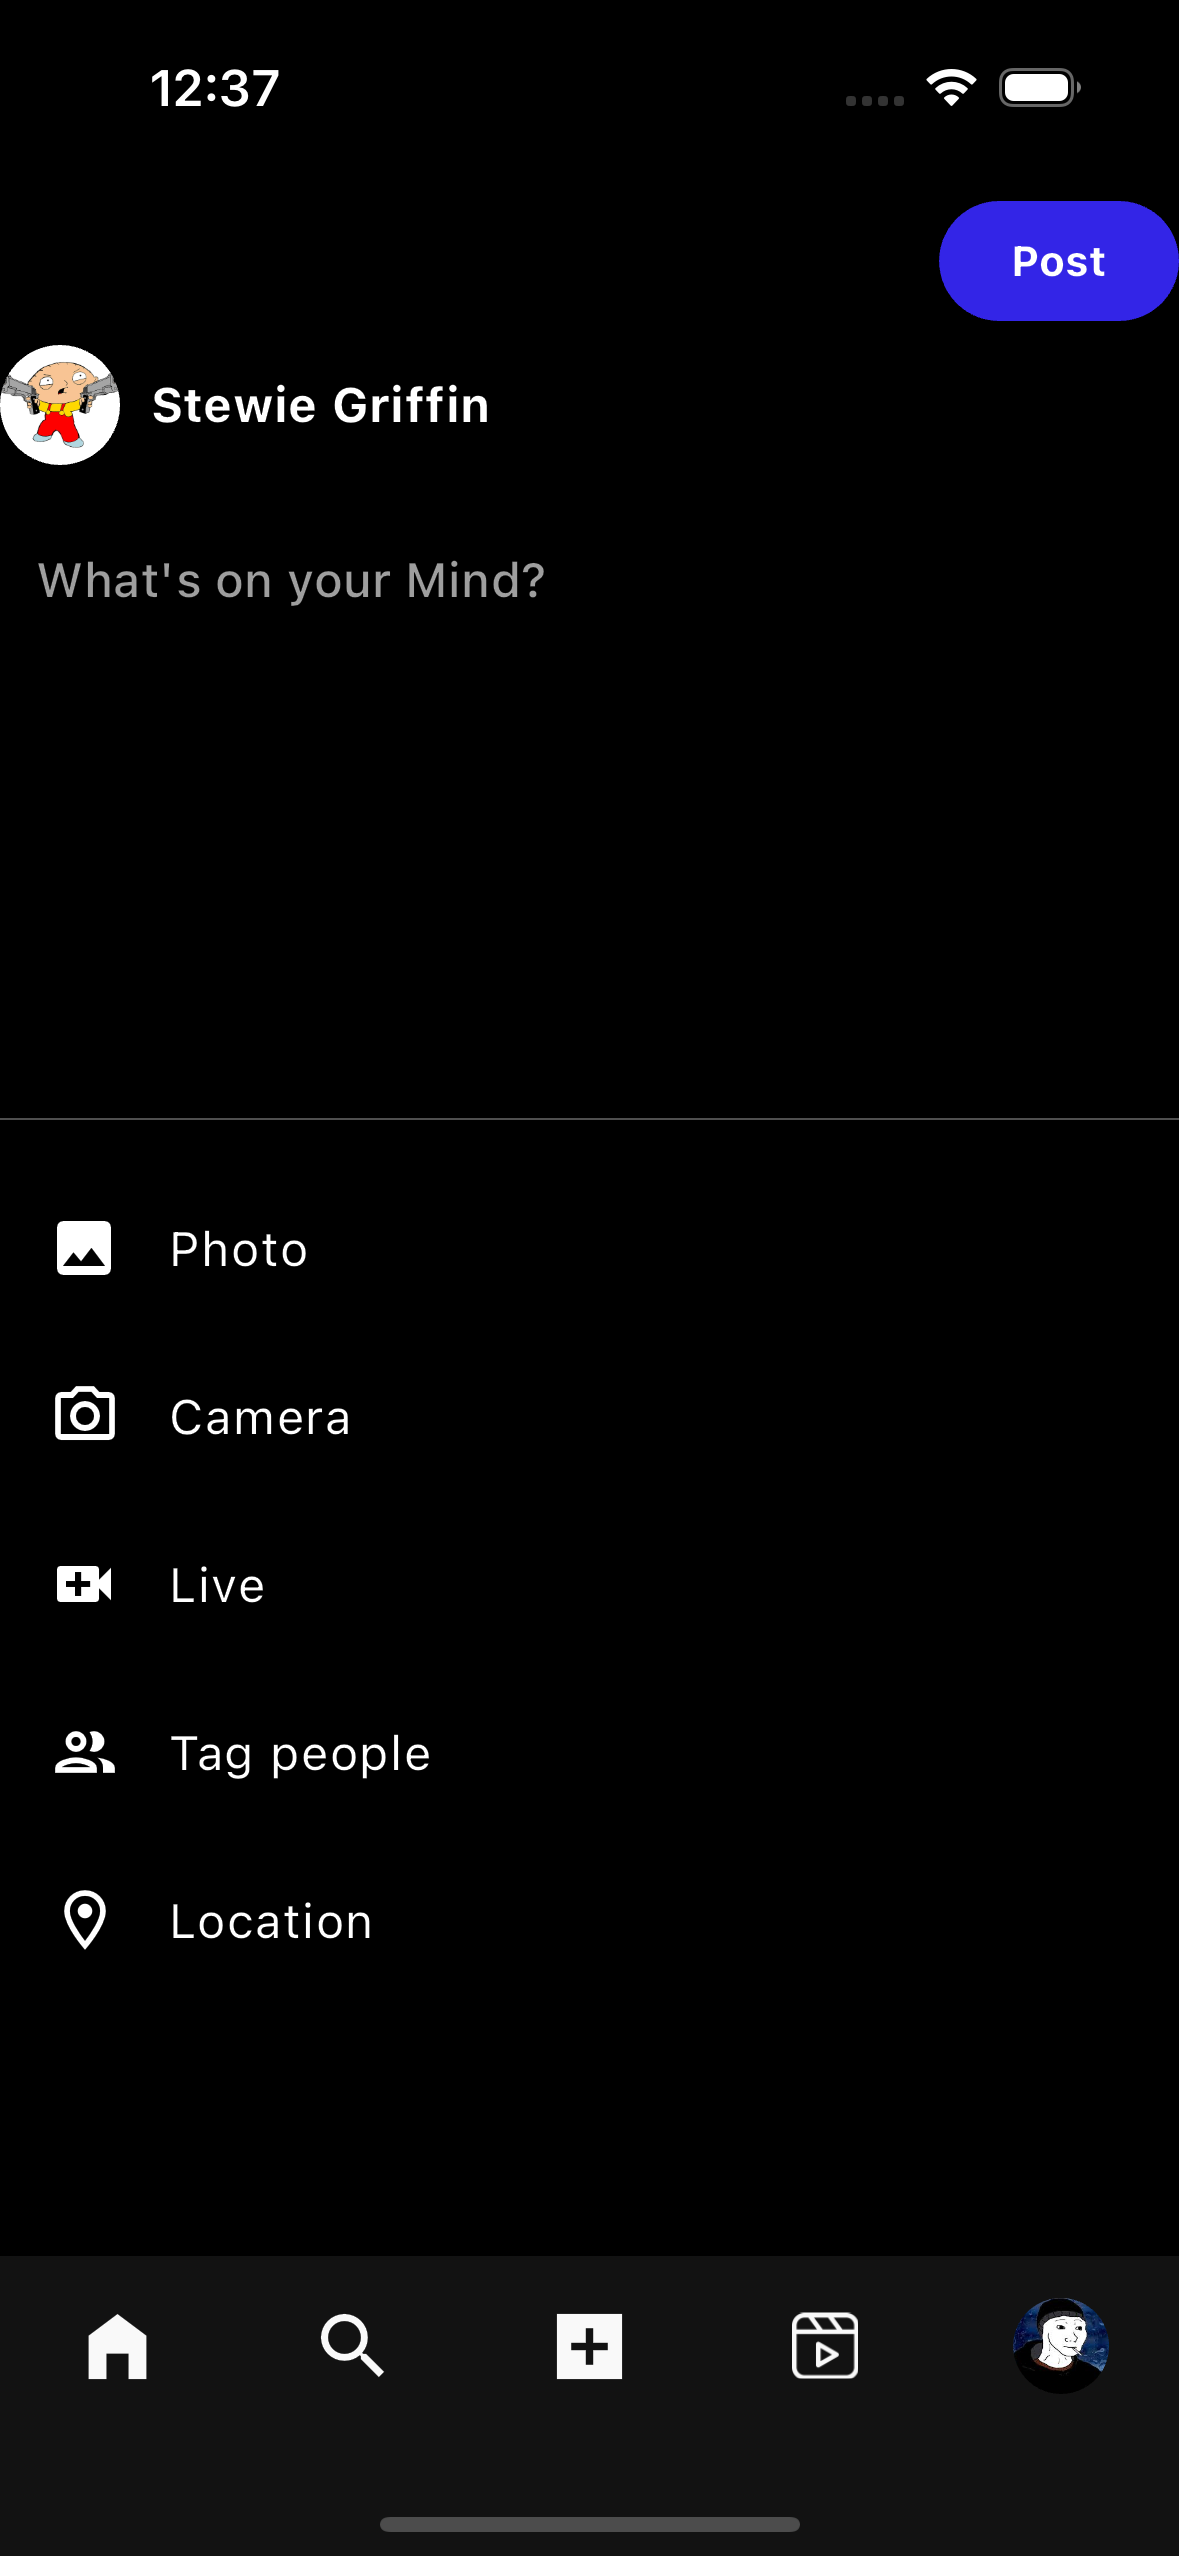 12:37
Post
Stewie Griffin
What's on your Mind?
Photo
Camera
Live
Tag people
Location